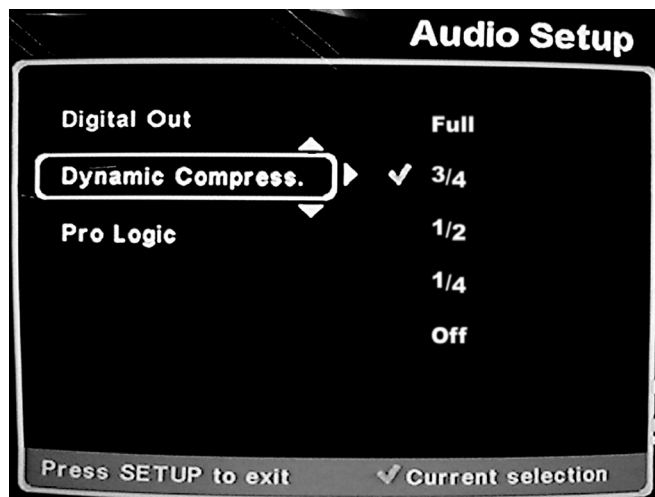 Audio Setup
Digital Out
Dynamic Compress.
Pro Logic
Full
3/4
1/2
1/4
Off
Press SETUP to exit
Current selection